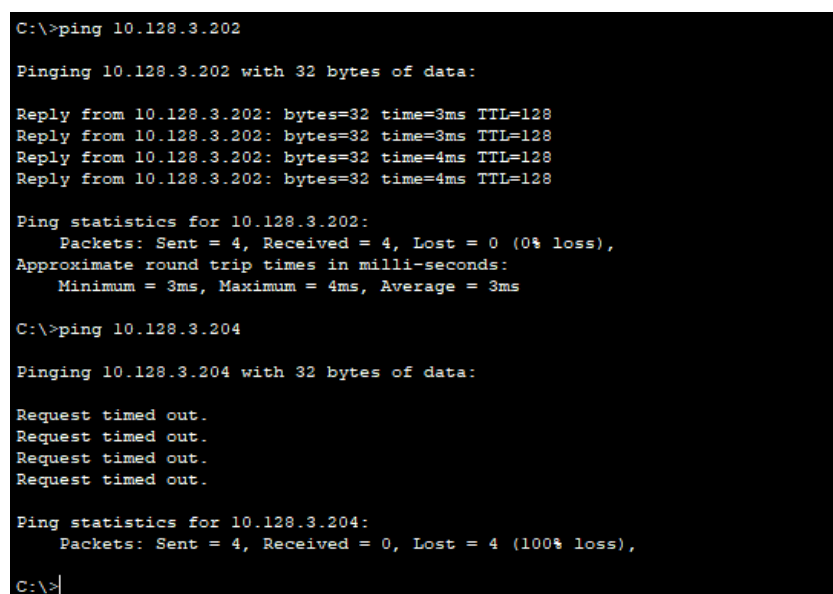 C:\>ping 10.128.3.202
Pinging 10.128.3.202 with 32 bytes of data:
Reply from 10.128.3.202: bytes=32 time=3ms TTL=128
Reply from 10.128.3.202: bytes=32 time=3ms TTL=128
Reply from 10.128.3.202: bytes=32 time=4ms TTL=128
Reply from 10.128.3.202: bytes=32 time=4ms TTL=128
Ping statistics for 10.128.3.202:
    Packets: Sent = 4, Received = 4, Lost = 0 (0% loss),
Approximate round trip times in milli-seconds:
    Minimum = 3ms, Maximum = 4ms, Average = 3ms
C:\>ping 10.128.3.204
Pinging 10.128.3.204 with 32 bytes of data:
Request timed out.
Request timed out.
Request timed out.
Request timed out.
Ping statistics for 10.128.3.204:
    Packets: Sent = 4, Received = 0, Lost = 4 (100% loss),
C:\>